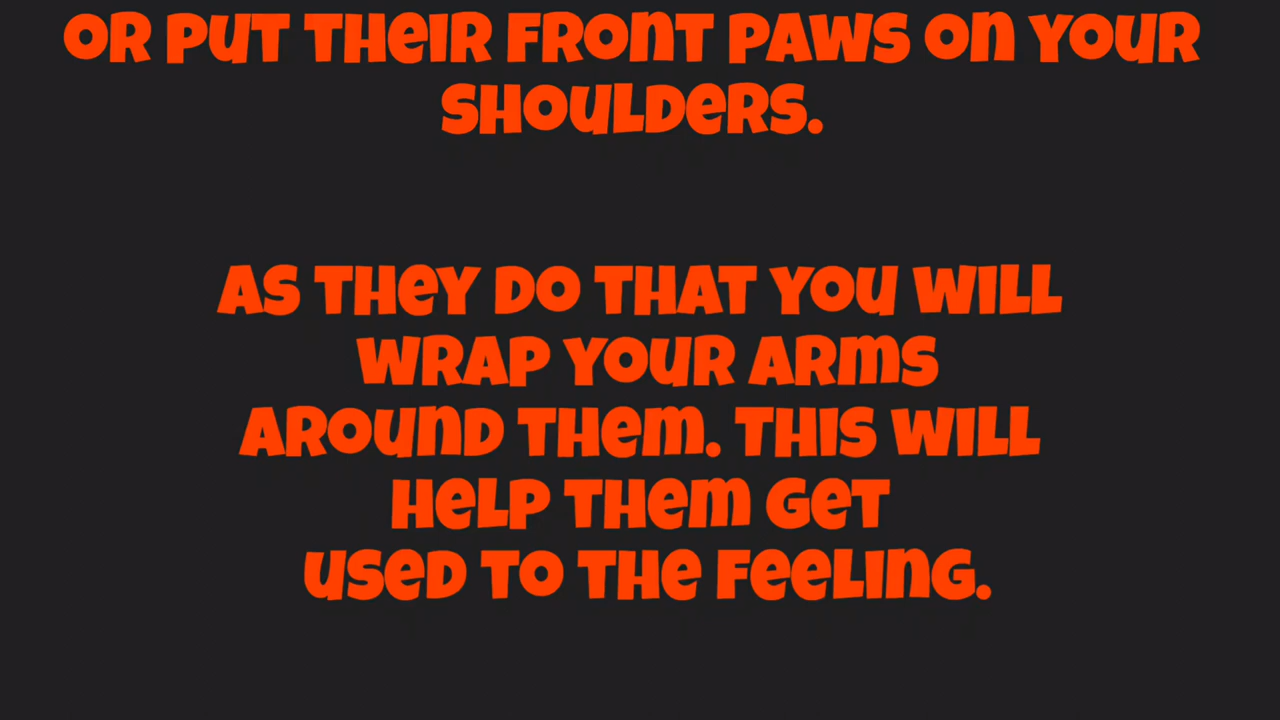 OR PUT THEIR FRONT PAWS ON YOUR
SHOULDERS.
AS THEY DO THAT YOU WILL
WRAP YOUR ARMS
AROUND THEM. THIS WILL
HELP THEM GET
USED TO THE FEELING.